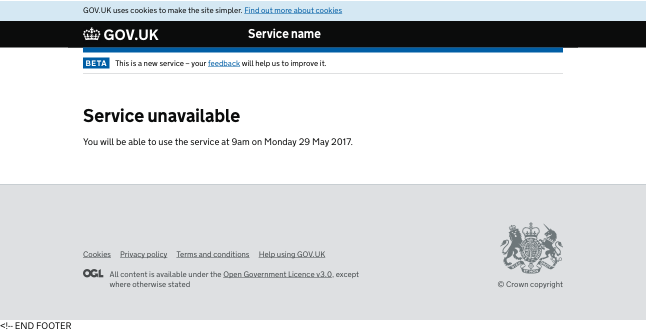 GOV.UK uses cookies to make the site simpler. Find out more about cookies
GOV.UK Service name
BETA This is a new service – your feedback will help us to improve it.
Service unavailable
You will be able to use the service at 9am on Monday 29 May 2017.
Cookies Privacy policy Terms and conditions Help using GOV.UK
OGL All content is available under the Open Government Licence v3.0, except
where otherwise stated
© Crown copyright
<!-- END FOOTER